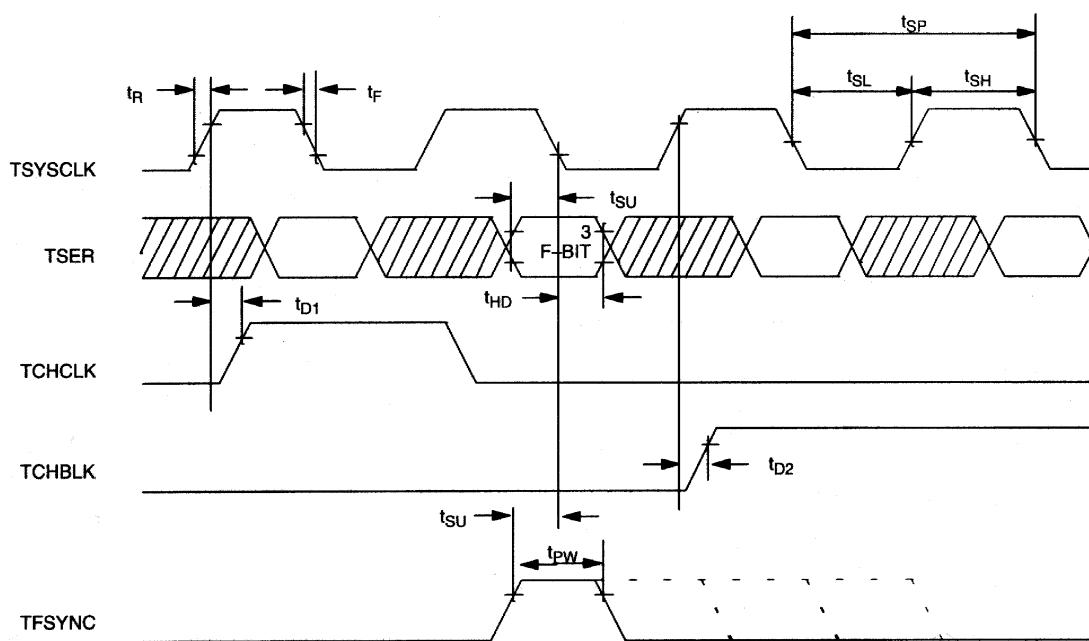 tSP
tSL
tSH
tR
tF
TSYSCLK
tSU
3
F-BIT
TSER
tHD
tD1
TCHCLK
TCHBLK
tD2
tSU
tPW
TFSYNC